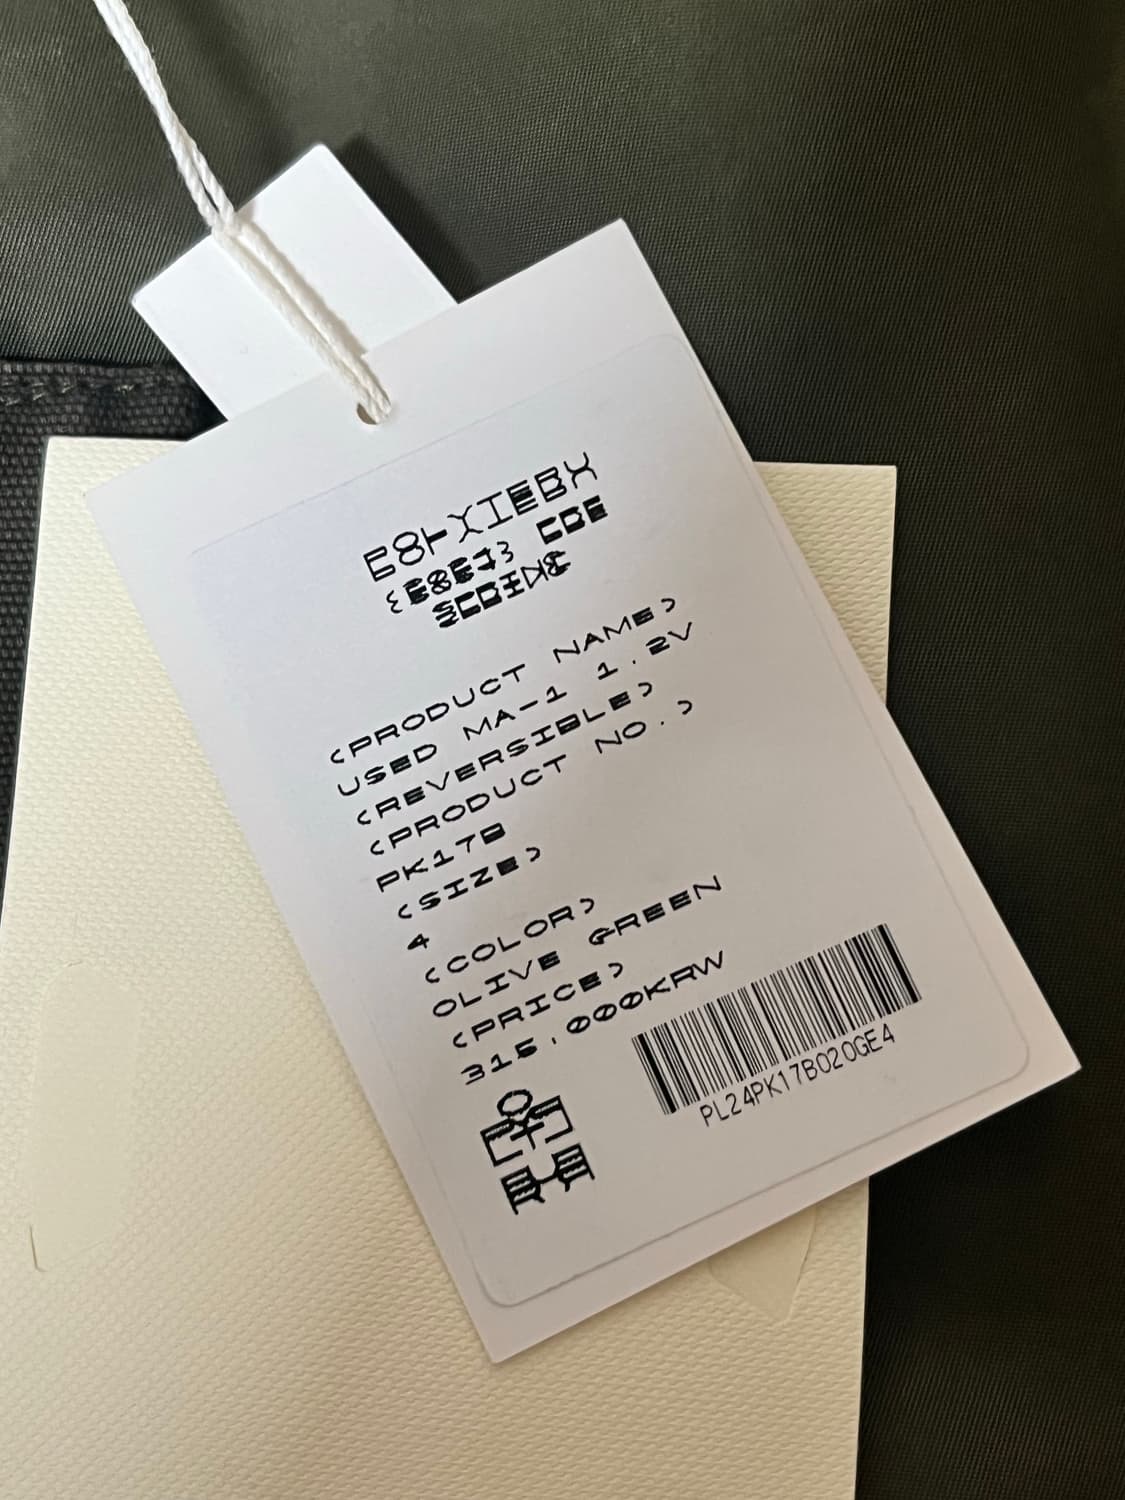 <PRODUCT NAME>
USED MA-1 1.2V
<REVERSIBLE>
<PRODUCT NO.>
PK17B
<SIZE>
4
<COLOR>
OLIVE GREEN
<PRICE>
315,000KRW
PL24PK17B020GE4